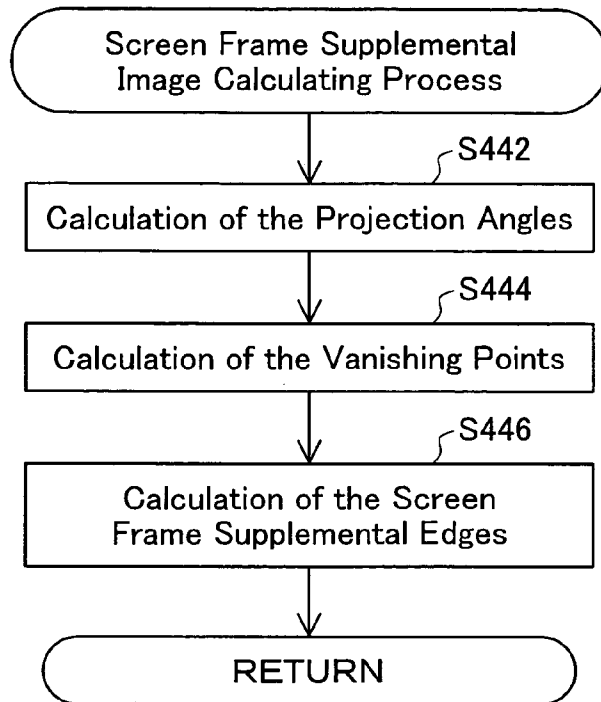 Screen Frame Supplemental
Image Calculating Process
S442
Calculation of the Projection Angles
S444
Calculation of the Vanishing Points
S446
Calculation of the Screen
Frame Supplemental Edges
RETURN